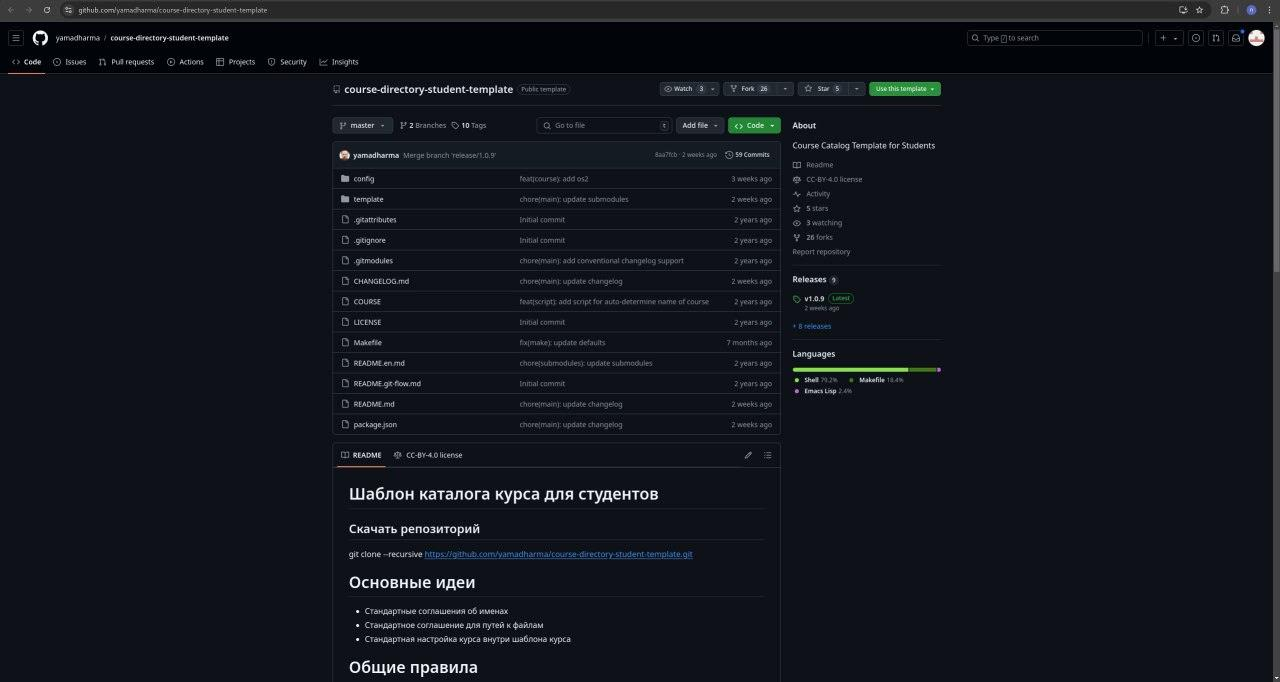 github.com/yamadharma/course-directory-student-template
yamadharma / course-directory-student-template
Type / to search
Code Issues Pull requests Actions Projects Security Insights
course-directory-student-template Public template
Watch 3 Fork 26 Star 5 Use this template
master 2 Branches 10 Tags Go to file t Add file Code
yamadharma Merge branch 'release/1.0.9' 8aa7fcb · 2 weeks ago 59 Commits
config feat(course): add os2 3 weeks ago
template chore(main): update submodules 2 weeks ago
.gitattributes Initial commit 2 years ago
.gitignore Initial commit 2 years ago
.gitmodules chore(main): add conventional changelog support 2 years ago
CHANGELOG.md chore(main): update changelog 2 weeks ago
COURSE feat(script): add script for auto-determine name of course 2 years ago
LICENSE Initial commit 2 years ago
Makefile fix(make): update defaults 7 months ago
README.en.md chore(submodules): update submodules 2 years ago
README.git-flow.md Initial commit 2 years ago
README.md chore(main): update changelog 2 weeks ago
package.json chore(main): update changelog 2 weeks ago
README CC-BY-4.0 license
Шаблон каталога курса для студентов
Скачать репозиторий
git clone --recursive https://github.com/yamadharma/course-directory-student-template.git
Основные идеи
Стандартные соглашения об именах
Стандартное соглашение для путей к файлам
Стандартная настройка курса внутри шаблона курса
Общие правила
About
Course Catalog Template for Students
Readme
CC-BY-4.0 license
Activity
5 stars
3 watching
26 forks
Report repository
Releases 9
v1.0.9 Latest
2 weeks ago
+ 8 releases
Languages
Shell 79.2% Makefile 18.4%
Emacs Lisp 2.4%